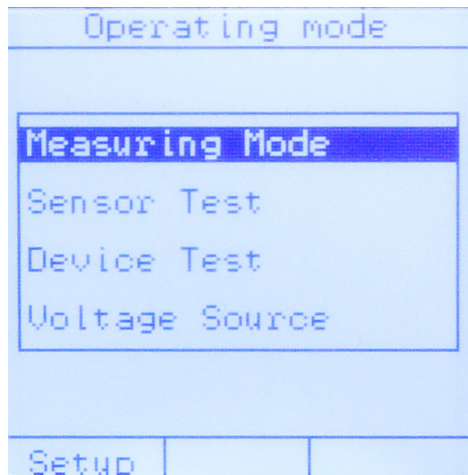 Operating mode
Measuring Mode
Sensor Test
Device Test
Voltage Source
Setup